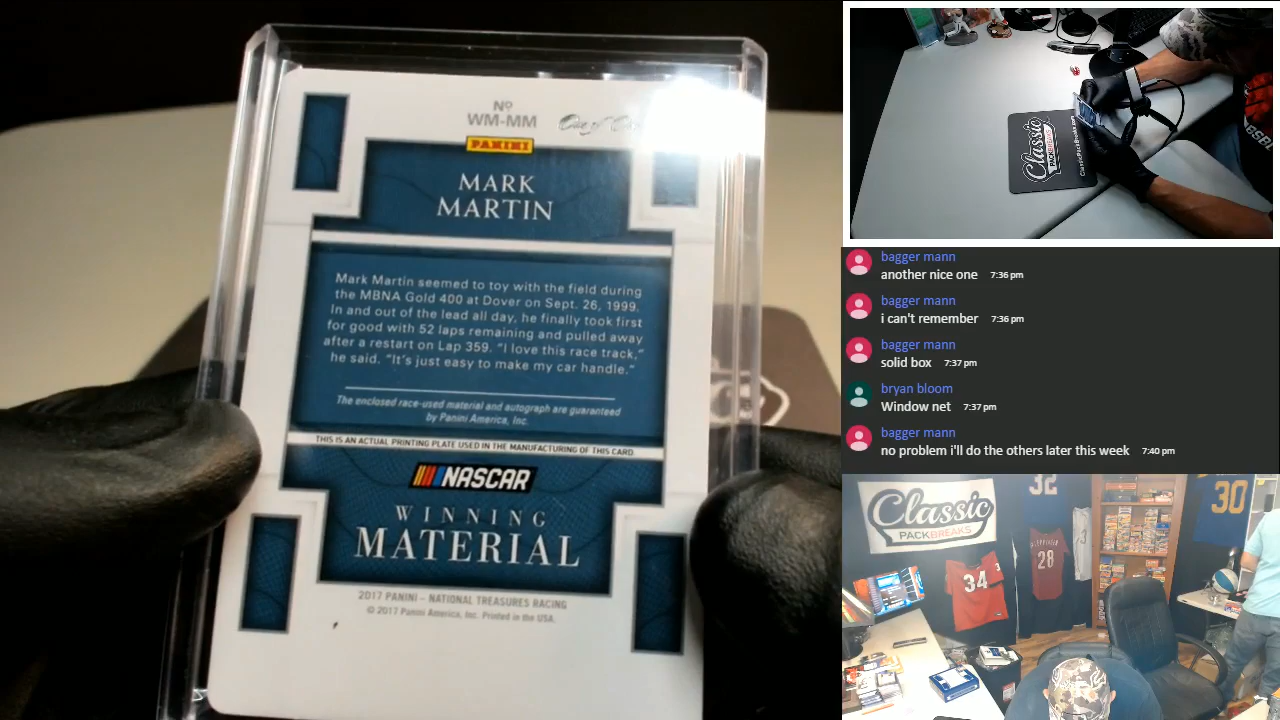 Nº
WM-MM
One of One
PANINI
MARK
MARTIN
Mark Martin seemed to toy with the field during
the MBNA Gold 400 at Dover on Sept. 26, 1999.
In and out of the lead all day, he finally took first
for good with 52 laps remaining and pulled away
after a restart on Lap 359. "I love this race track,"
he said. "It's just easy to make my car handle."
The enclosed race-used material and autograph are guaranteed
by Panini America, Inc.
THIS IS AN ACTUAL PRINTING PLATE USED IN THE MANUFACTURING OF THIS CARD.
NASCAR
WINNING
MATERIAL
2017 PANINI – NATIONAL TREASURES RACING
© 2017 Panini America, Inc. Printed in the USA.
Classic
PACKBREAKS
ClassicPackBreaks.com
bagger mann
another nice one 7:36 pm
bagger mann
i can't remember 7:36 pm
bagger mann
solid box 7:37 pm
bryan bloom
Window net 7:37 pm
bagger mann
no problem i'll do the others later this week 7:40 pm
Classic
PACKBREAKS
32
30
28
34